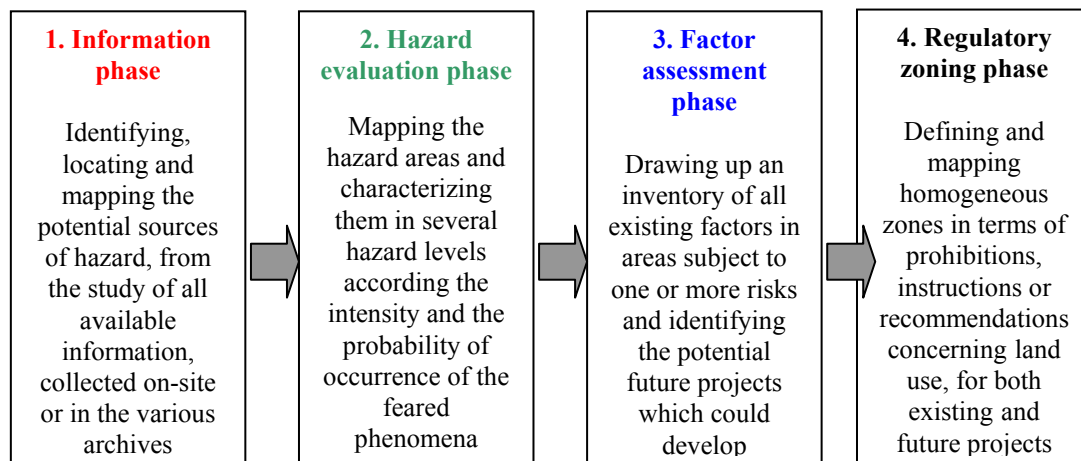 1. Information
phase
Identifying,
locating and
mapping the
potential sources
of hazard, from
the study of all
available
information,
collected on-site
or in the various
archives
2. Hazard
evaluation phase
Mapping the
hazard areas and
characterizing
them in several
hazard levels
according the
intensity and the
probability of
occurrence of the
feared
phenomena
3. Factor
assessment
phase
Drawing up an
inventory of all
existing factors in
areas subject to
one or more risks
and identifying
the potential
future projects
which could
develop
4. Regulatory
zoning phase
Defining and
mapping
homogeneous
zones in terms of
prohibitions,
instructions or
recommendations
concerning land
use, for both
existing and
future projects